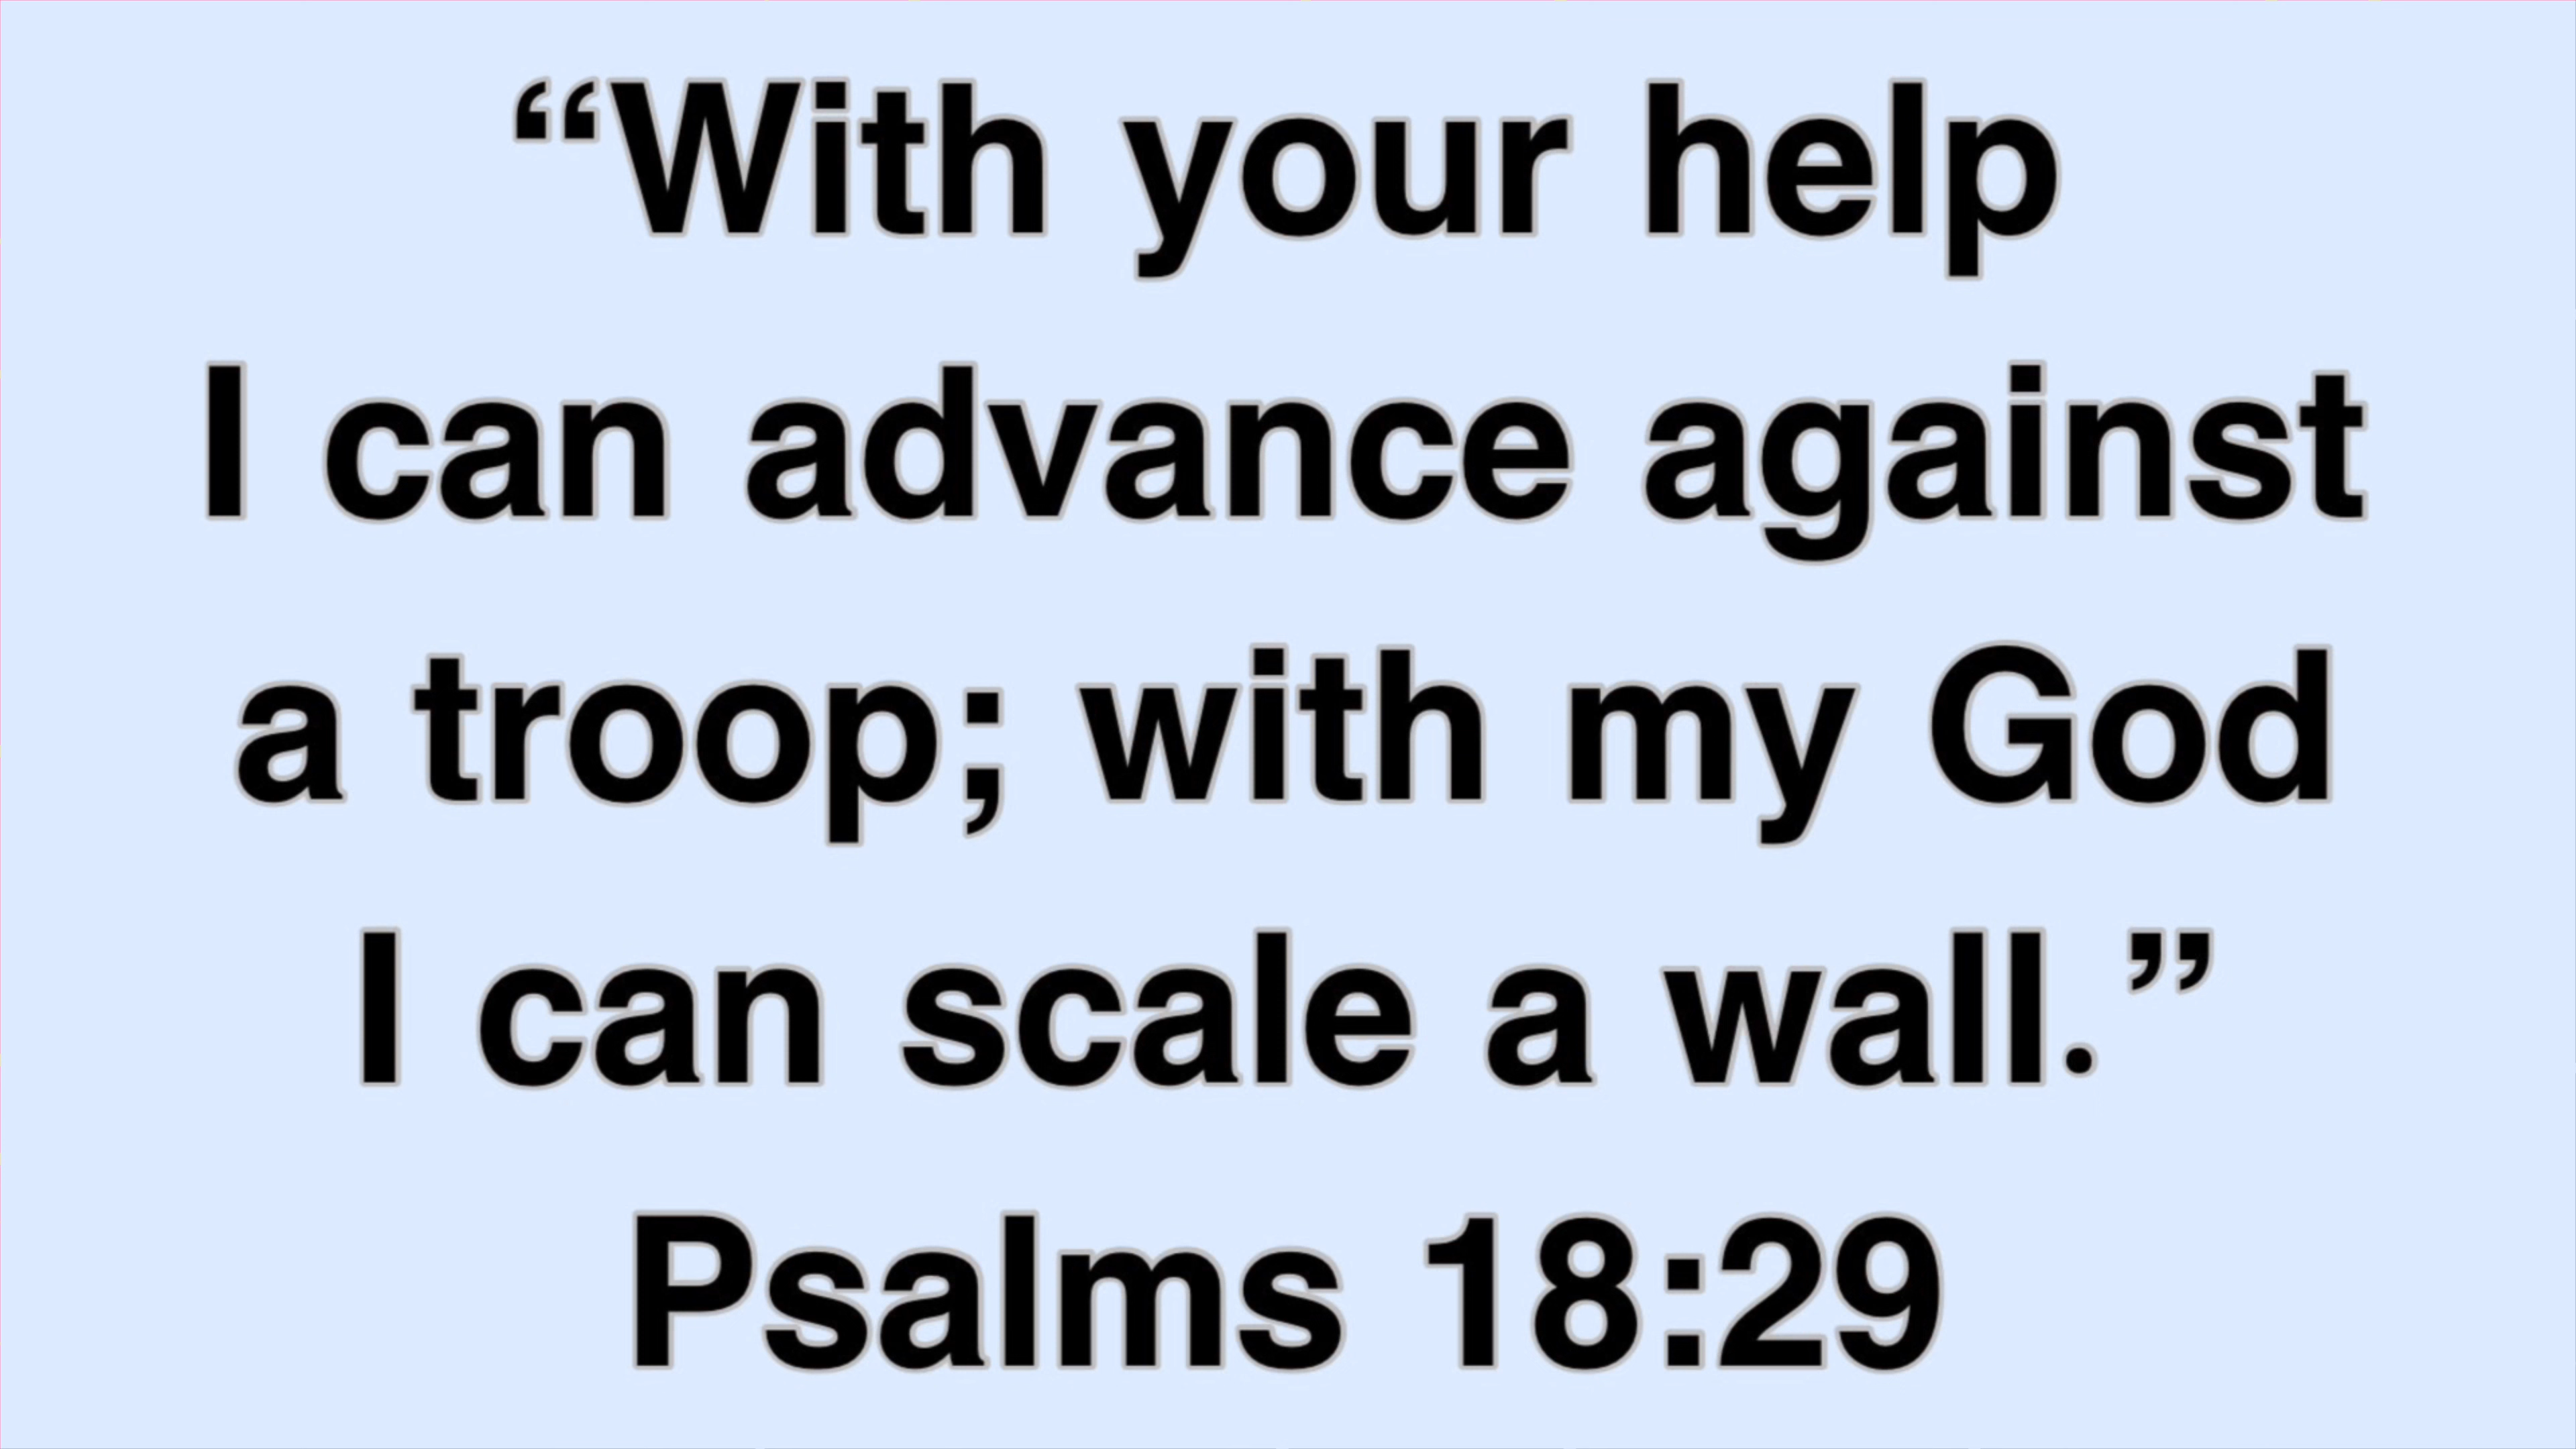 “With your help
I can advance against
a troop; with my God
I can scale a wall.”
Psalms 18:29